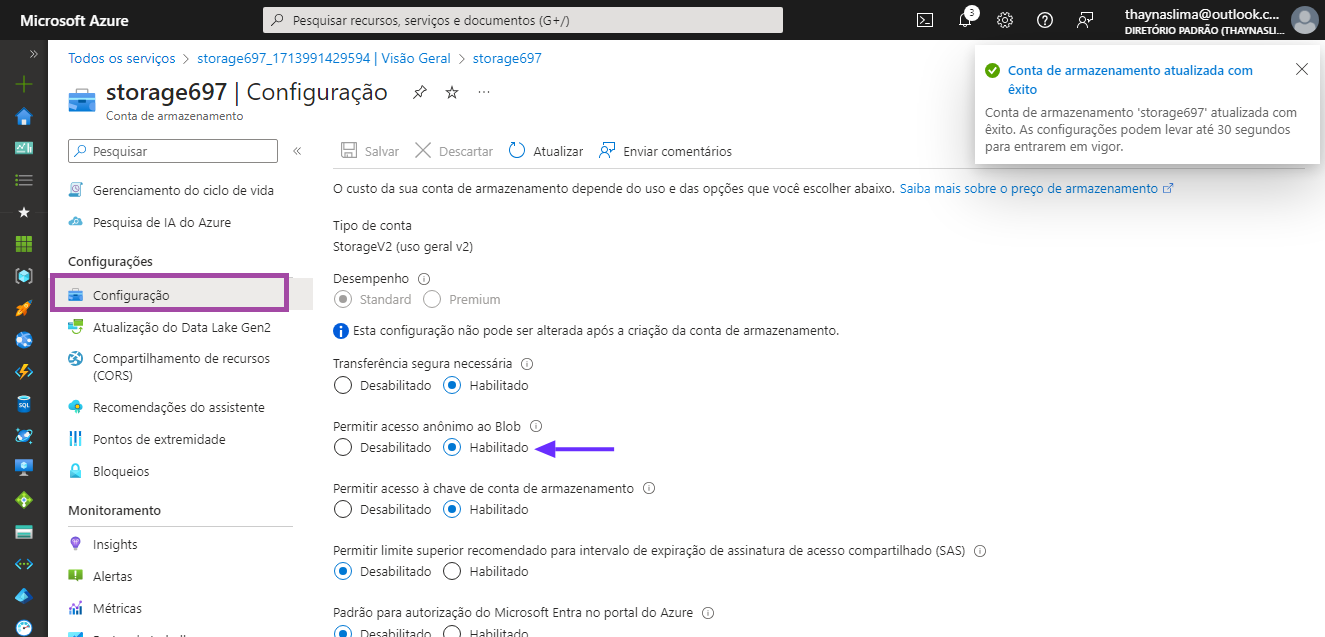 Microsoft Azure
Pesquisar recursos, serviços e documentos (G+/)
3
thaynaslima@outlook.c...
DIRETÓRIO PADRÃO (THAYNASLI...
Todos os serviços > storage697_1713991429594 | Visão Geral > storage697
storage697 | Configuração
Conta de armazenamento
Conta de armazenamento atualizada com
êxito
Conta de armazenamento 'storage697' atualizada com
êxito. As configurações podem levar até 30 segundos
para entrarem em vigor.
Pesquisar
Gerenciamento do ciclo de vida
Pesquisa de IA do Azure
Configurações
Configuração
Atualização do Data Lake Gen2
Compartilhamento de recursos
(CORS)
Recomendações do assistente
Pontos de extremidade
Bloqueios
Monitoramento
Insights
Alertas
Métricas
Salvar Descartar Atualizar Enviar comentários
O custo da sua conta de armazenamento depende do uso e das opções que você escolher abaixo. Saiba mais sobre o preço de armazenamento
Tipo de conta
StorageV2 (uso geral v2)
Desempenho
Standard Premium
Esta configuração não pode ser alterada após a criação da conta de armazenamento.
Transferência segura necessária
Desabilitado Habilitado
Permitir acesso anônimo ao Blob
Desabilitado Habilitado
Permitir acesso à chave de conta de armazenamento
Desabilitado Habilitado
Permitir limite superior recomendado para intervalo de expiração de assinatura de acesso compartilhado (SAS)
Desabilitado Habilitado
Padrão para autorização do Microsoft Entra no portal do Azure
Desabilitado Habilitado